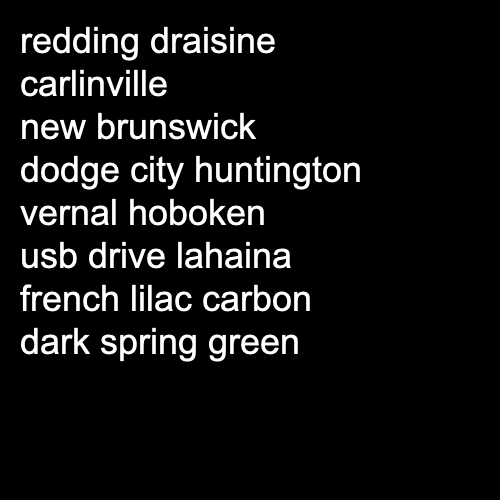 redding draisine
carlinville
new brunswick
dodge city huntington
vernal hoboken
usb drive lahaina
french lilac carbon
dark spring green